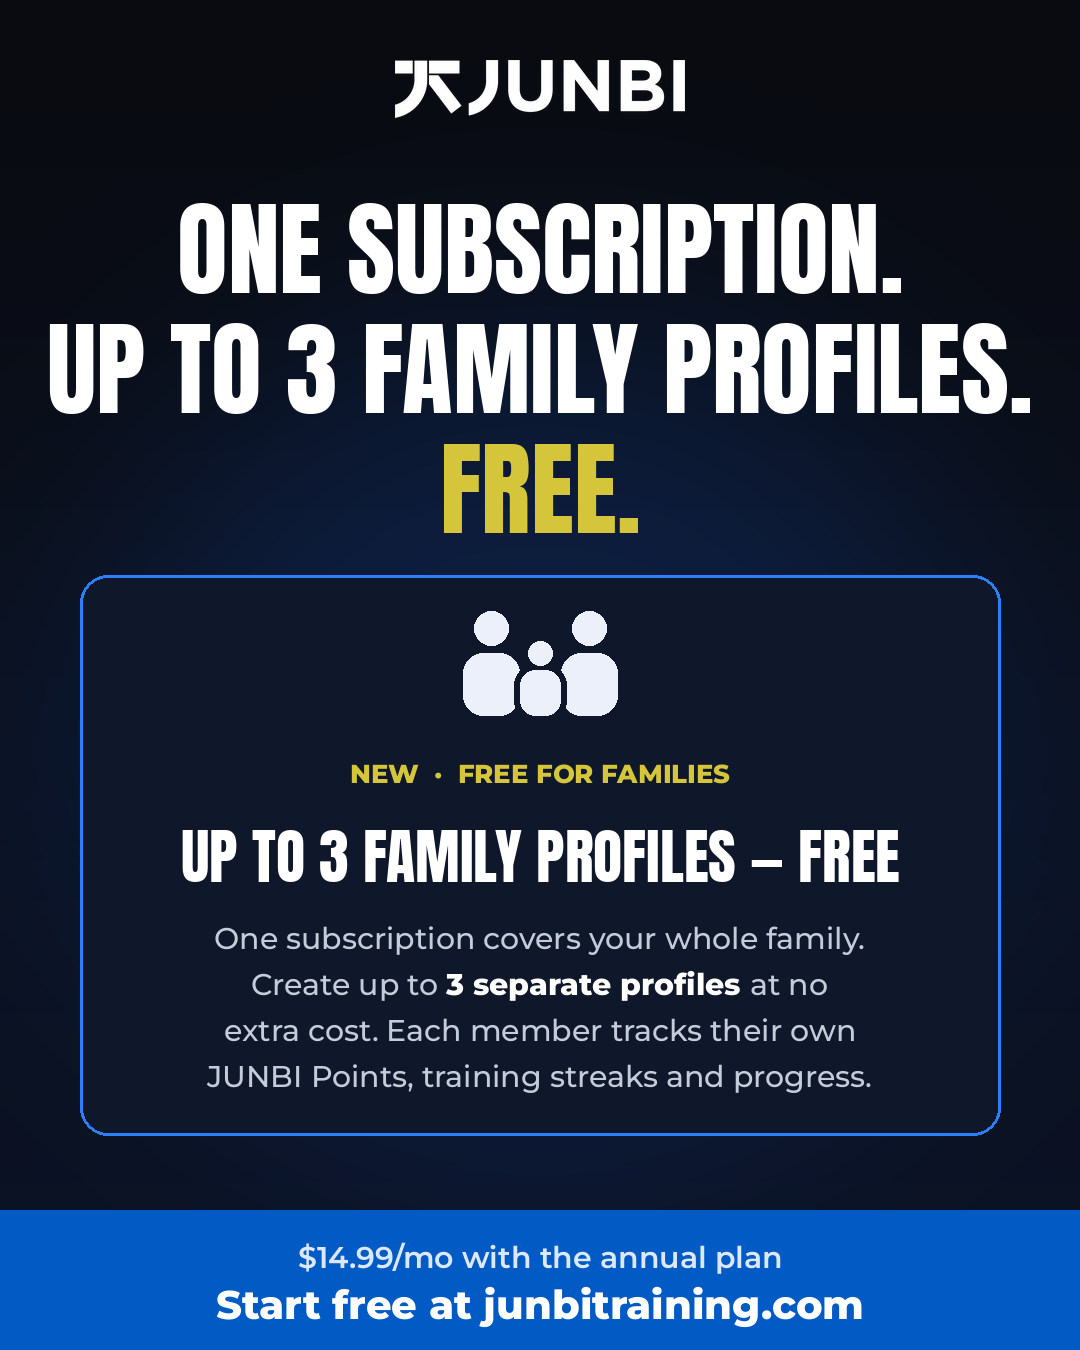 JUNBI
ONE SUBSCRIPTION.
UP TO 3 FAMILY PROFILES.
FREE.
NEW · FREE FOR FAMILIES
UP TO 3 FAMILY PROFILES – FREE
One subscription covers your whole family.
Create up to 3 separate profiles at no
extra cost. Each member tracks their own
JUNBI Points, training streaks and progress.
$14.99/mo with the annual plan
Start free at junbitraining.com